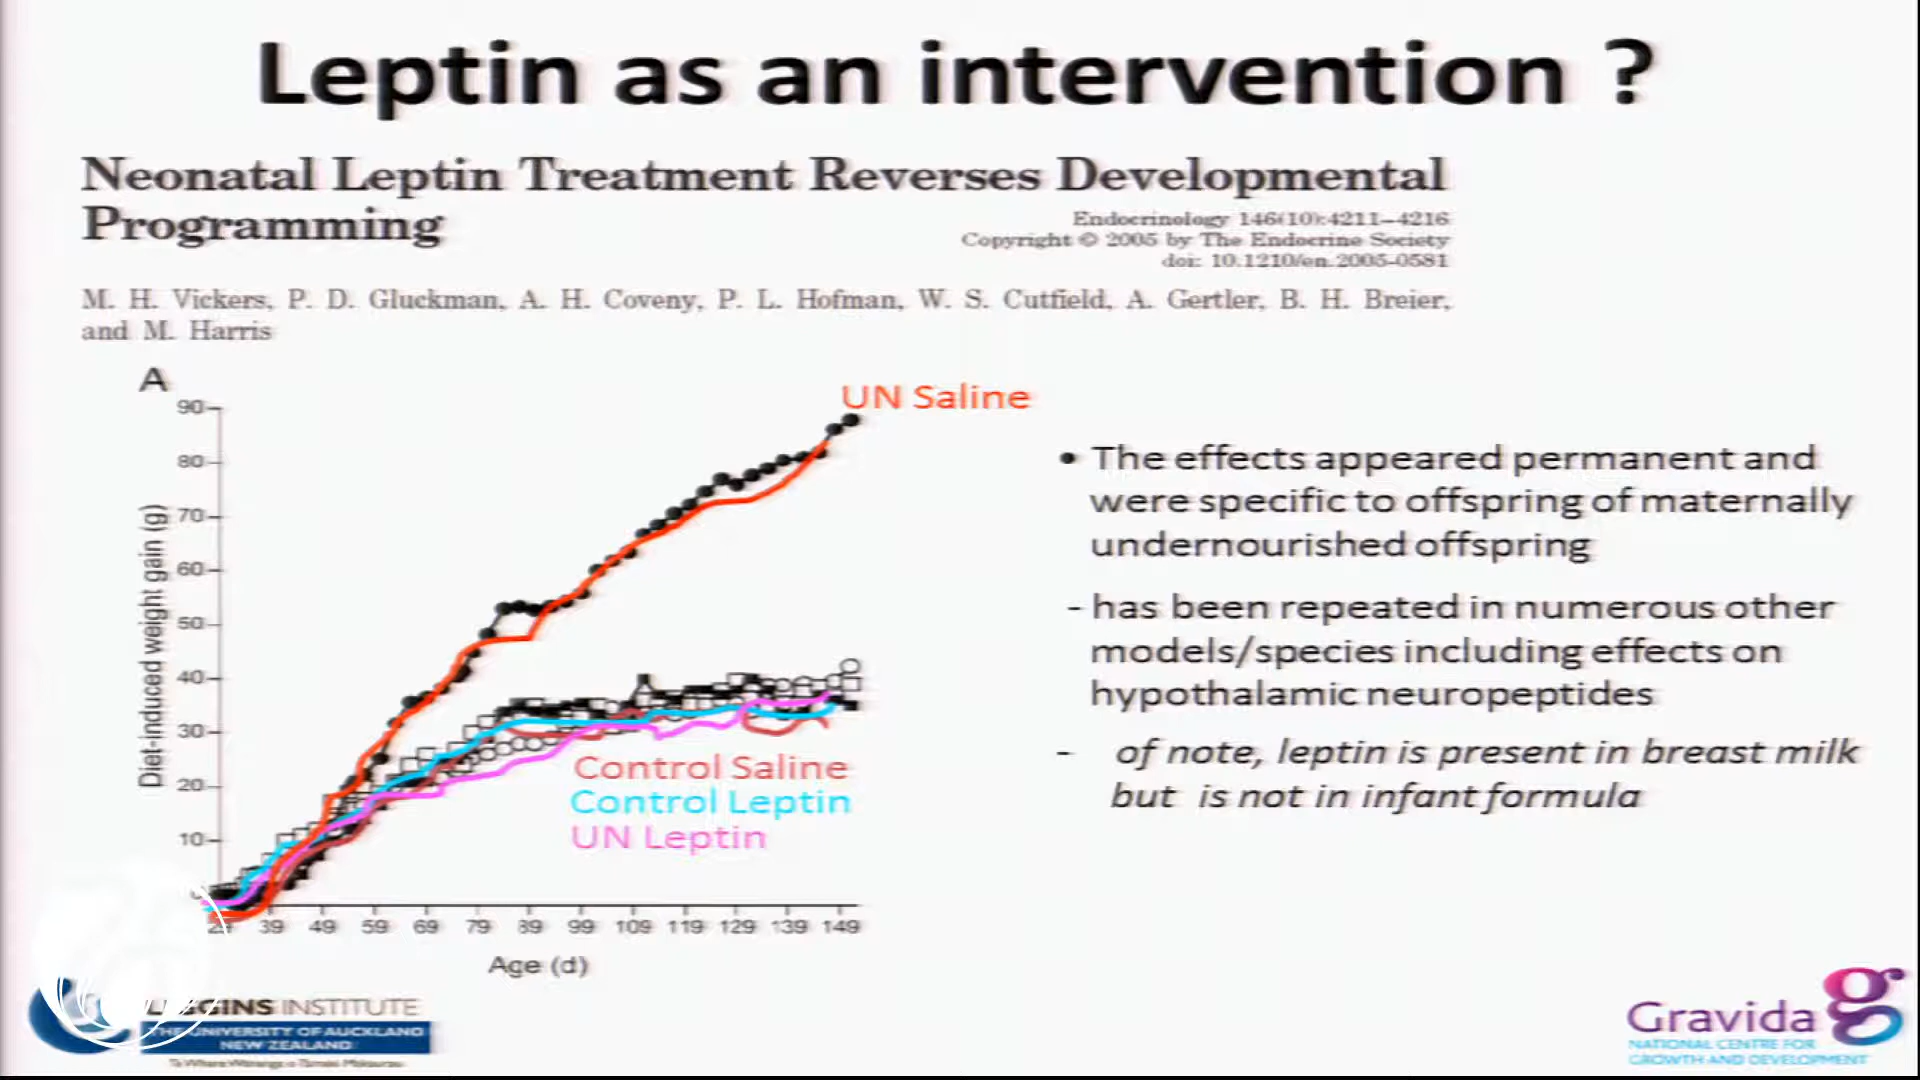 Leptin as an intervention ?
Neonatal Leptin Treatment Reverses Developmental
Programming
Endocrinology 146(10):4211–4216
Copyright © 2005 by The Endocrine Society
doi: 10.1210/en.2005-0581
M. H. Vickers, P. D. Gluckman, A. H. Coveny, P. L. Hofman, W. S. Cutfield, A. Gertler, B. H. Breier,
and M. Harris
A
UN Saline
90
80
70
60
50
40
30
20
10
Diet-induced weight gain (g)
Control Saline
Control Leptin
UN Leptin
39 49 59 69 79 89 99 109 119 129 139 149
Age (d)
• The effects appeared permanent and
were specific to offspring of maternally
undernourished offspring
- has been repeated in numerous other
models/species including effects on
hypothalamic neuropeptides
- of note, leptin is present in breast milk
but is not in infant formula
LIGGINS INSTITUTE
THE UNIVERSITY OF AUCKLAND
NEW ZEALAND
Gravida
NATIONAL CENTRE FOR
GROWTH AND DEVELOPMENT